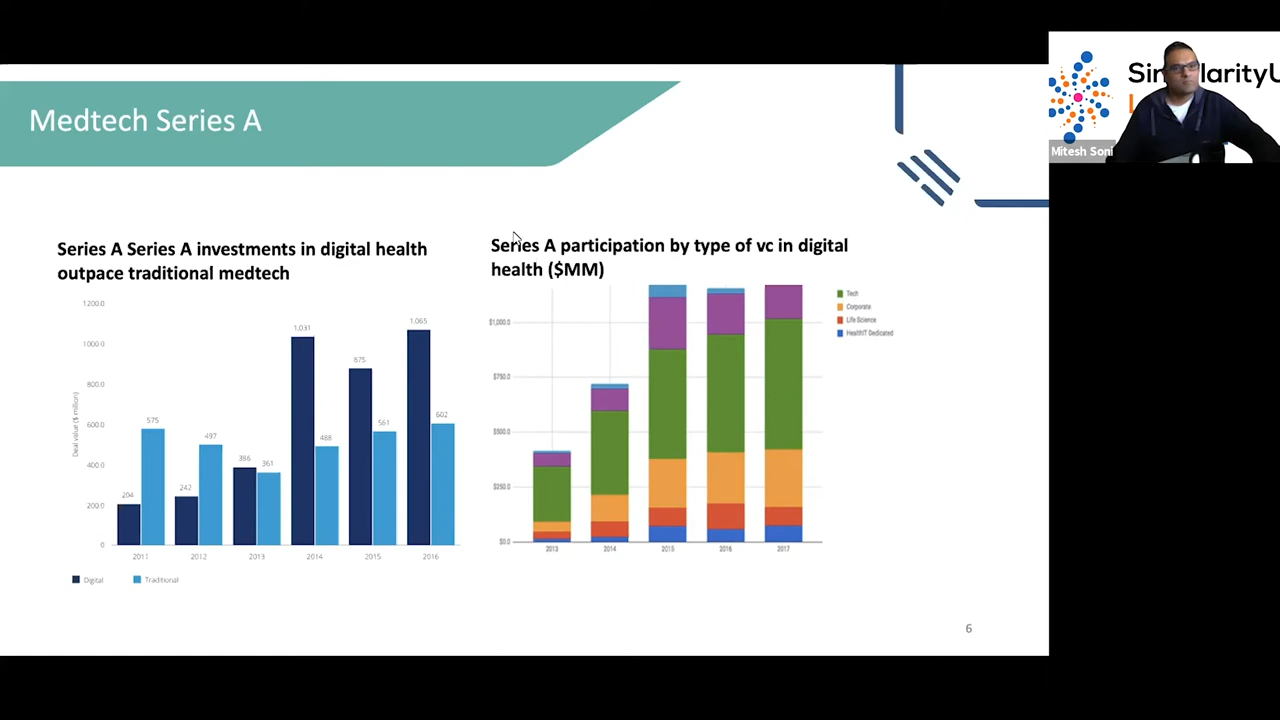 Medtech Series A
Series A Series A investments in digital health
outpace traditional medtech
1200.0
1000.0
800.0
600.0
400.0
200.0
0
Deal value ($ million)
204
575
242
497
386
361
1,031
488
875
561
1,065
602
2011
2012
2013
2014
2015
2016
Digital
Traditional
Series A participation by type of vc in digital
health ($MM)
$1,000.0
$750.0
$500.0
$250.0
$0.0
2013
2014
2015
2016
2017
Tech
Corporate
Life Science
HealthIT Dedicated
6
Mitesh Soni